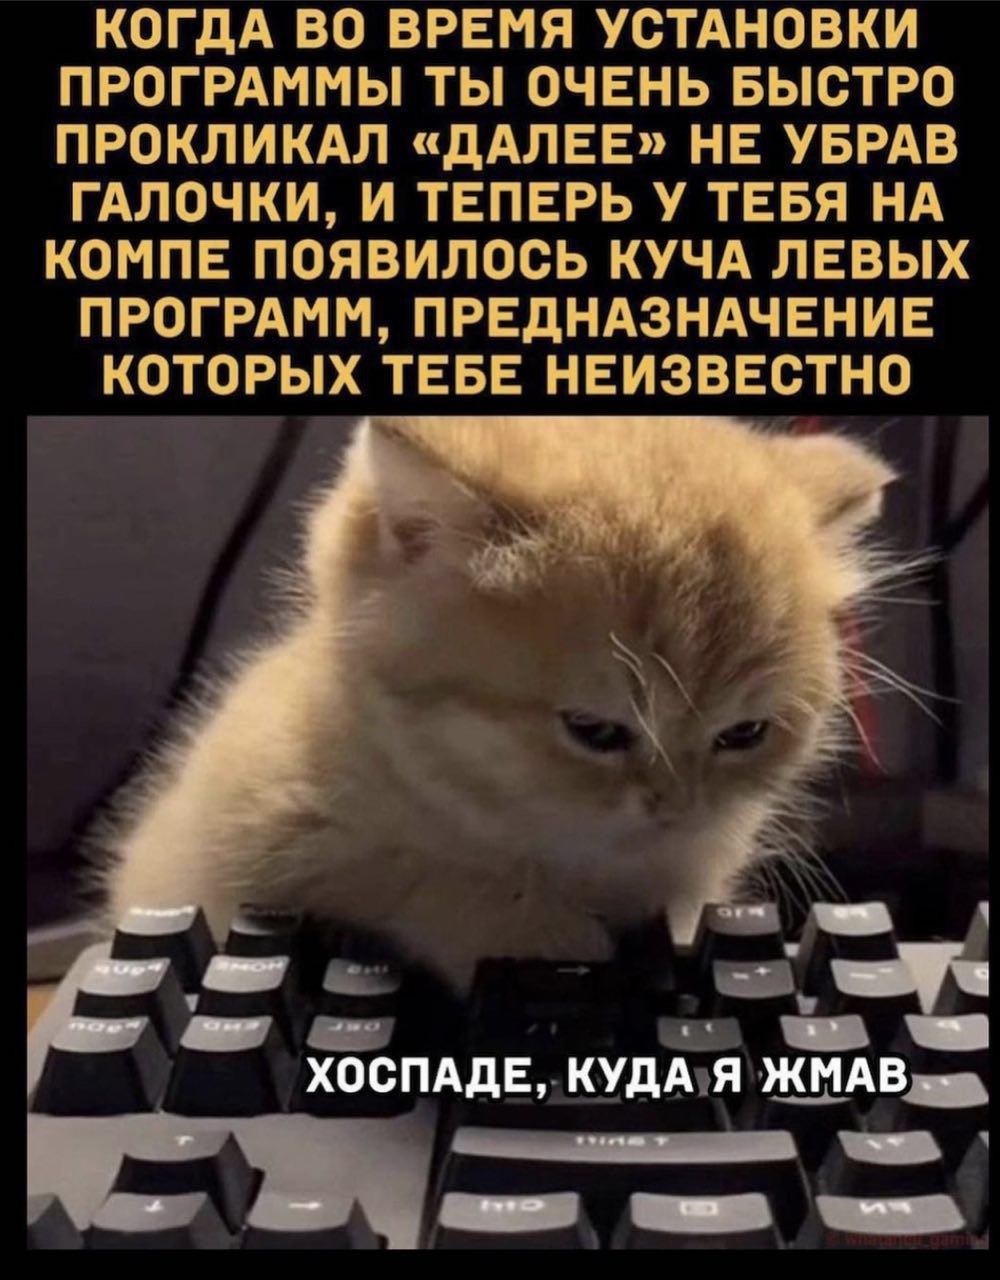 КОГДА ВО ВРЕМЯ УСТАНОВКИ
ПРОГРАММЫ ТЫ ОЧЕНЬ БЫСТРО
ПРОКЛИКАЛ «ДАЛЕЕ» НЕ УБРАВ
ГАЛОЧКИ, И ТЕПЕРЬ У ТЕБЯ НА
КОМПЕ ПОЯВИЛОСЬ КУЧА ЛЕВЫХ
ПРОГРАММ, ПРЕДНАЗНАЧЕНИЕ
КОТОРЫХ ТЕБЕ НЕИЗВЕСТНО
ХОСПАДЕ, КУДА Я ЖМАВ